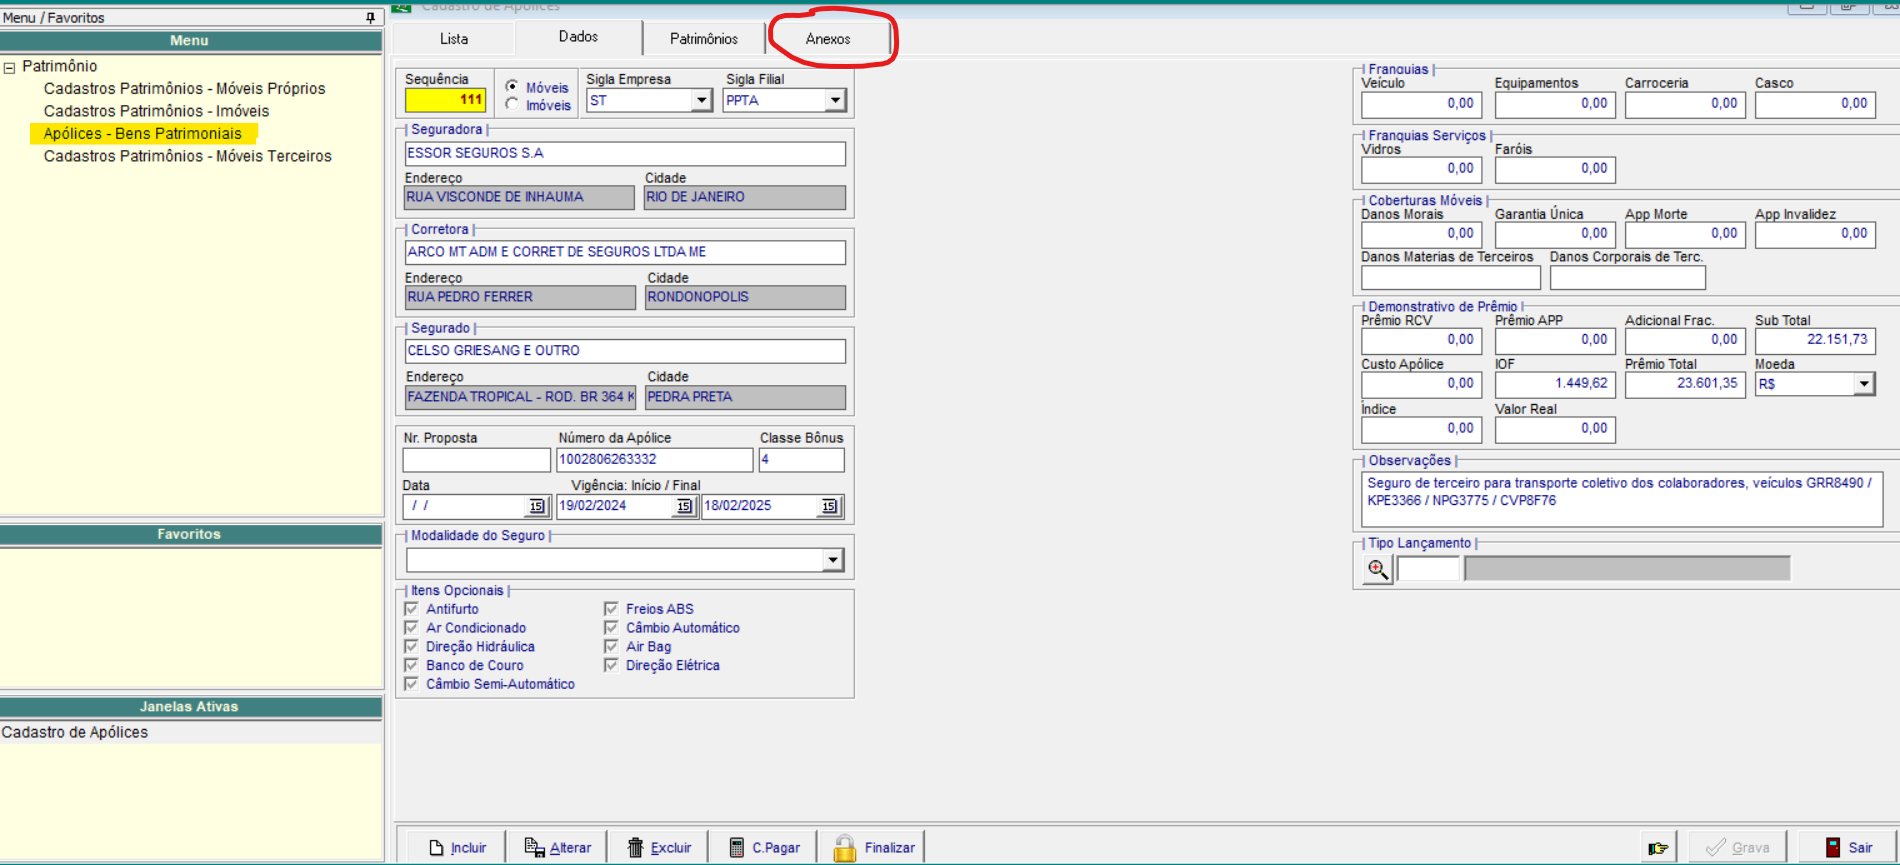 Menu / Favoritos
Menu
Patrimônio
Cadastros Patrimônios - Móveis Próprios
Cadastros Patrimônios - Imóveis
Apólices - Bens Patrimoniais
Cadastros Patrimônios - Móveis Terceiros
Favoritos
Janelas Ativas
Cadastro de Apólices
Cadastro de Apólices
Lista Dados Patrimônios Anexos
Sequência Móveis Sigla Empresa Sigla Filial
111 Imóveis ST PPTA
Seguradora
ESSOR SEGUROS S.A
Endereço Cidade
RUA VISCONDE DE INHAUMA RIO DE JANEIRO
Corretora
ARCO MT ADM E CORRET DE SEGUROS LTDA ME
Endereço Cidade
RUA PEDRO FERRER RONDONOPOLIS
Segurado
CELSO GRIESANG E OUTRO
Endereço Cidade
FAZENDA TROPICAL - ROD. BR 364 K PEDRA PRETA
Nr. Proposta Número da Apólice Classe Bônus
1002806263332 4
Data Vigência: Início / Final
/ / 15 19/02/2024 15 18/02/2025 15
Modalidade do Seguro
Itens Opcionais
Antifurto Freios ABS
Ar Condicionado Câmbio Automático
Direção Hidráulica Air Bag
Banco de Couro Direção Elétrica
Câmbio Semi-Automático
Franquias
Veículo Equipamentos Carroceria Casco
0,00 0,00 0,00 0,00
Franquias Serviços
Vidros Faróis
0,00 0,00
Coberturas Móveis
Danos Morais Garantia Única App Morte App Invalidez
0,00 0,00 0,00 0,00
Danos Materias de Terceiros Danos Corporais de Terc.
Demonstrativo de Prêmio
Prêmio RCV Prêmio APP Adicional Frac. Sub Total
0,00 0,00 0,00 22.151,73
Custo Apólice IOF Prêmio Total Moeda
0,00 1.449,62 23.601,35 R$
Índice Valor Real
0,00 0,00
Observações
Seguro de terceiro para transporte coletivo dos colaboradores, veículos GRR8490 /
KPE3366 / NPG3775 / CVP8F76
Tipo Lançamento
Incluir Alterar Excluir C.Pagar Finalizar Grava Sair